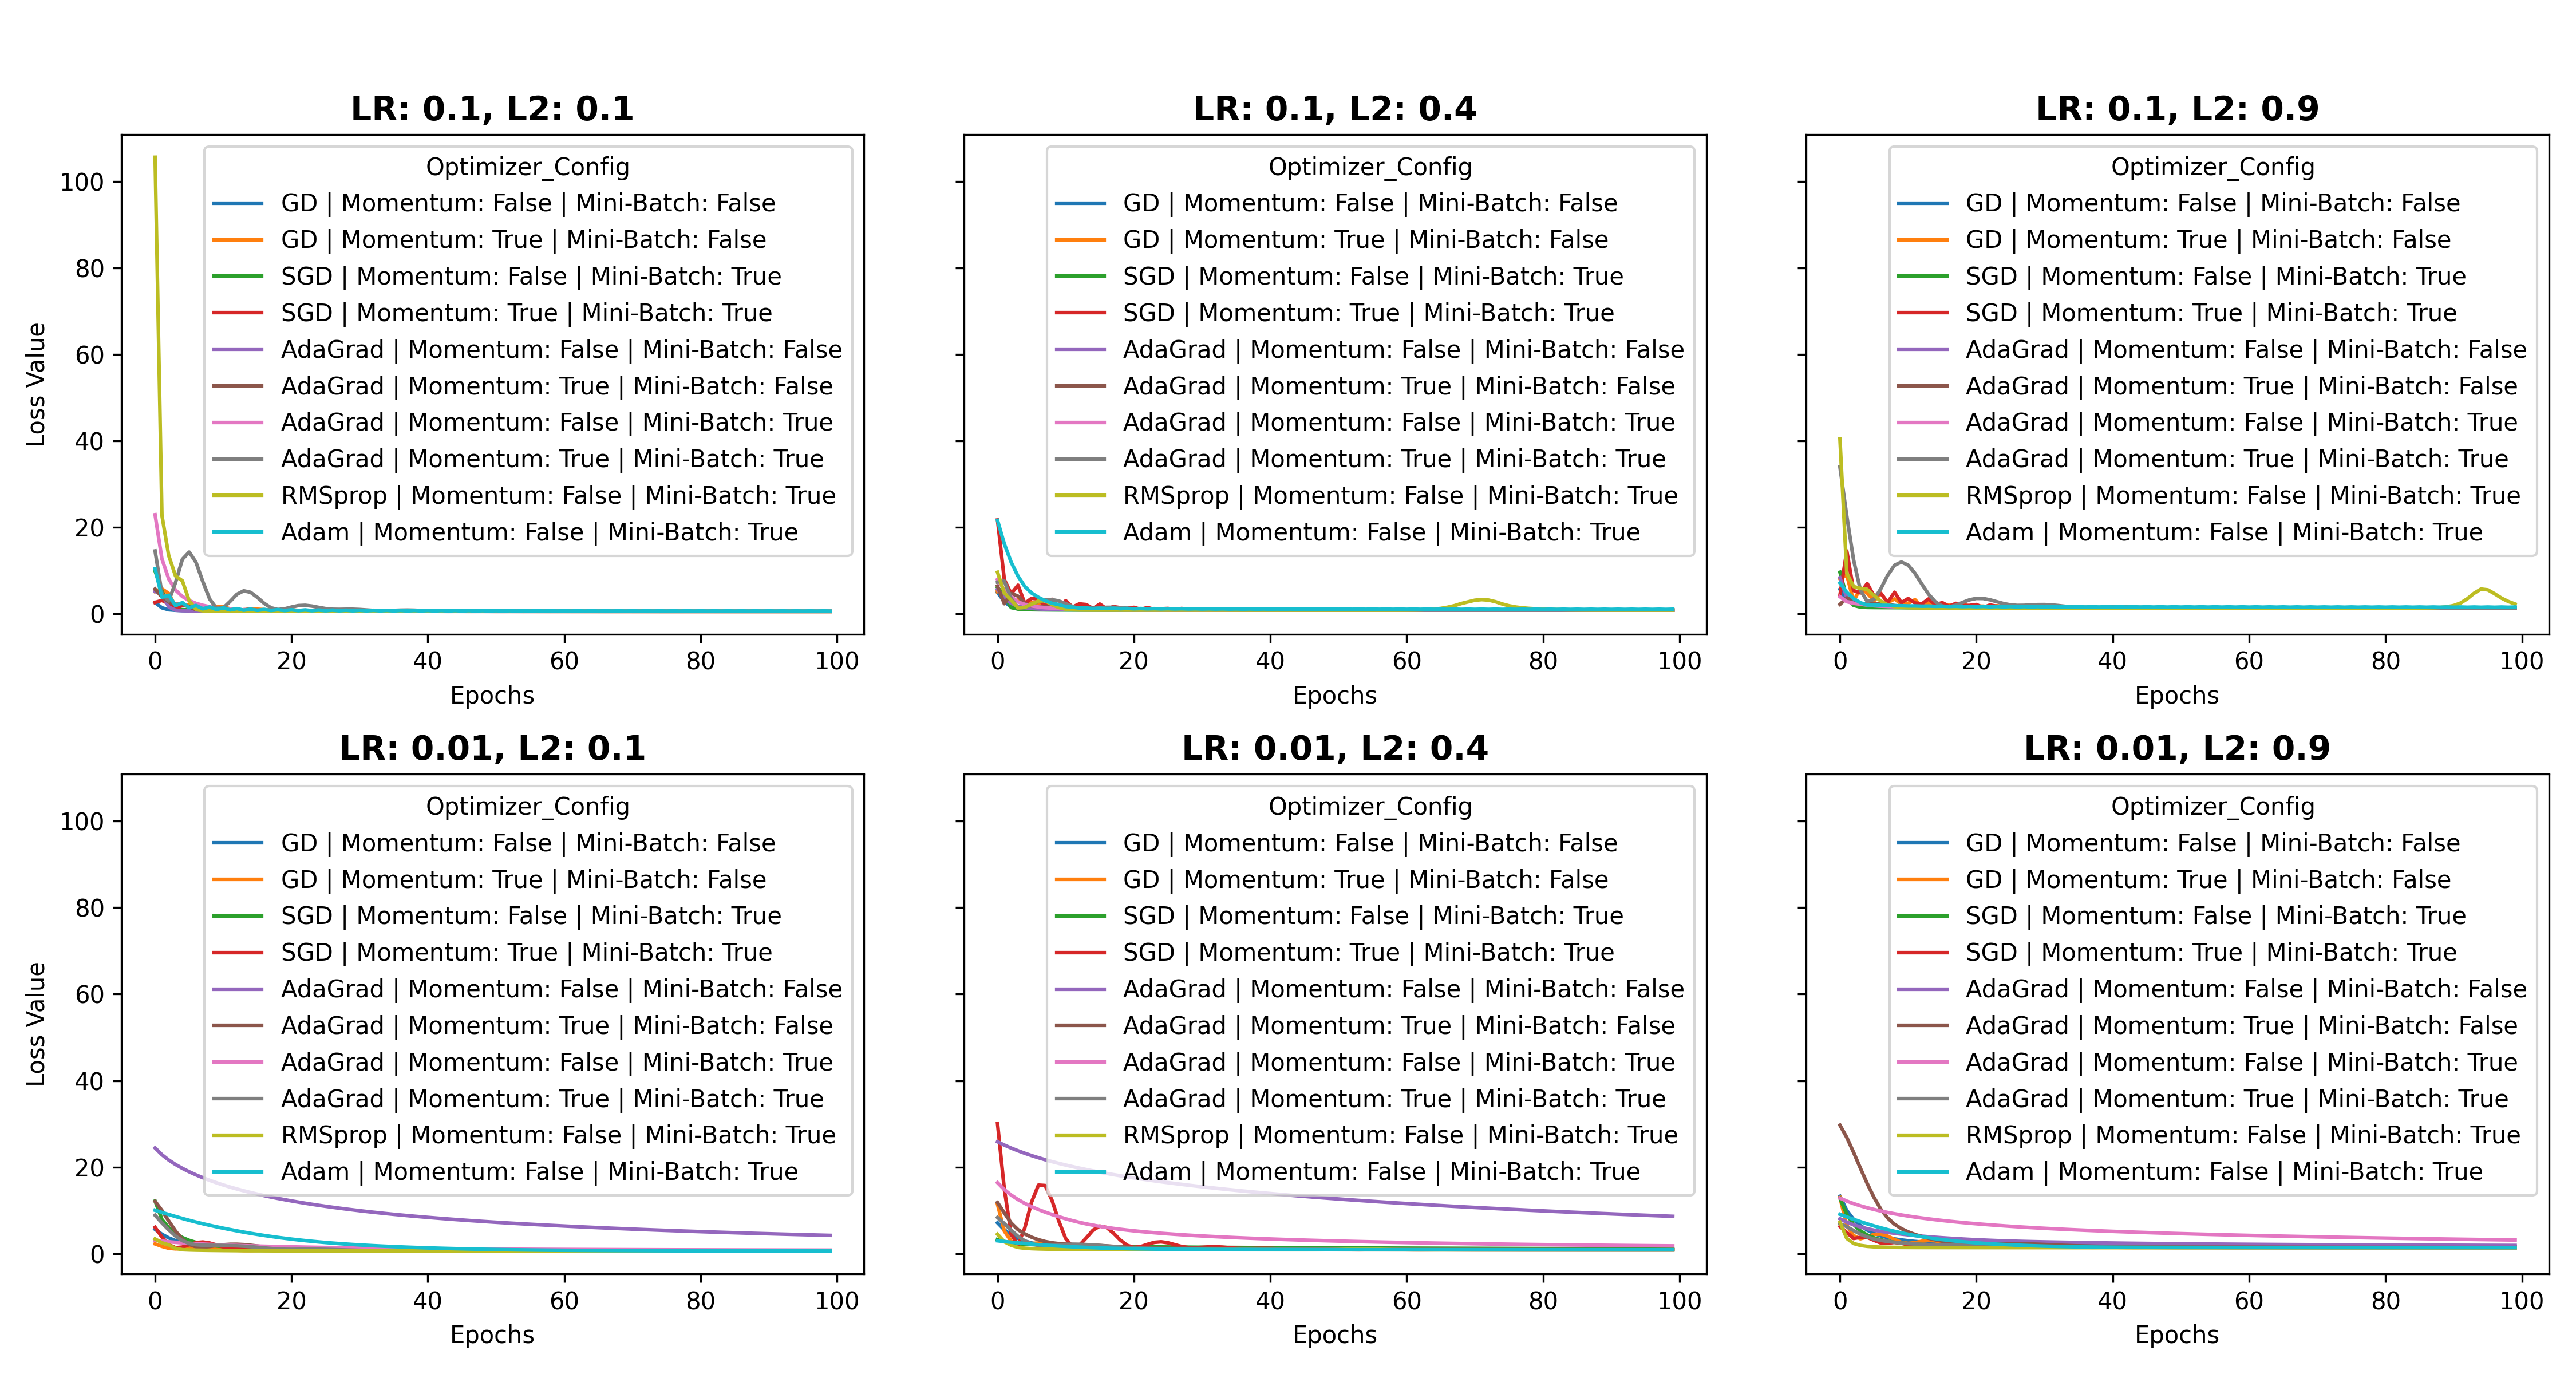 LR: 0.1, L2: 0.1
Loss Value
100
80
60
40
20
0
Optimizer_Config
GD | Momentum: False | Mini-Batch: False
GD | Momentum: True | Mini-Batch: False
SGD | Momentum: False | Mini-Batch: True
SGD | Momentum: True | Mini-Batch: True
AdaGrad | Momentum: False | Mini-Batch: False
AdaGrad | Momentum: True | Mini-Batch: False
AdaGrad | Momentum: False | Mini-Batch: True
AdaGrad | Momentum: True | Mini-Batch: True
RMSprop | Momentum: False | Mini-Batch: True
Adam | Momentum: False | Mini-Batch: True
0 20 40 60 80 100
Epochs
LR: 0.1, L2: 0.4
Optimizer_Config
GD | Momentum: False | Mini-Batch: False
GD | Momentum: True | Mini-Batch: False
SGD | Momentum: False | Mini-Batch: True
SGD | Momentum: True | Mini-Batch: True
AdaGrad | Momentum: False | Mini-Batch: False
AdaGrad | Momentum: True | Mini-Batch: False
AdaGrad | Momentum: False | Mini-Batch: True
AdaGrad | Momentum: True | Mini-Batch: True
RMSprop | Momentum: False | Mini-Batch: True
Adam | Momentum: False | Mini-Batch: True
0 20 40 60 80 100
Epochs
LR: 0.1, L2: 0.9
Optimizer_Config
GD | Momentum: False | Mini-Batch: False
GD | Momentum: True | Mini-Batch: False
SGD | Momentum: False | Mini-Batch: True
SGD | Momentum: True | Mini-Batch: True
AdaGrad | Momentum: False | Mini-Batch: False
AdaGrad | Momentum: True | Mini-Batch: False
AdaGrad | Momentum: False | Mini-Batch: True
AdaGrad | Momentum: True | Mini-Batch: True
RMSprop | Momentum: False | Mini-Batch: True
Adam | Momentum: False | Mini-Batch: True
0 20 40 60 80 100
Epochs
LR: 0.01, L2: 0.1
Loss Value
100
80
60
40
20
0
Optimizer_Config
GD | Momentum: False | Mini-Batch: False
GD | Momentum: True | Mini-Batch: False
SGD | Momentum: False | Mini-Batch: True
SGD | Momentum: True | Mini-Batch: True
AdaGrad | Momentum: False | Mini-Batch: False
AdaGrad | Momentum: True | Mini-Batch: False
AdaGrad | Momentum: False | Mini-Batch: True
AdaGrad | Momentum: True | Mini-Batch: True
RMSprop | Momentum: False | Mini-Batch: True
Adam | Momentum: False | Mini-Batch: True
0 20 40 60 80 100
Epochs
LR: 0.01, L2: 0.4
Optimizer_Config
GD | Momentum: False | Mini-Batch: False
GD | Momentum: True | Mini-Batch: False
SGD | Momentum: False | Mini-Batch: True
SGD | Momentum: True | Mini-Batch: True
AdaGrad | Momentum: False | Mini-Batch: False
AdaGrad | Momentum: True | Mini-Batch: False
AdaGrad | Momentum: False | Mini-Batch: True
AdaGrad | Momentum: True | Mini-Batch: True
RMSprop | Momentum: False | Mini-Batch: True
Adam | Momentum: False | Mini-Batch: True
0 20 40 60 80 100
Epochs
LR: 0.01, L2: 0.9
Optimizer_Config
GD | Momentum: False | Mini-Batch: False
GD | Momentum: True | Mini-Batch: False
SGD | Momentum: False | Mini-Batch: True
SGD | Momentum: True | Mini-Batch: True
AdaGrad | Momentum: False | Mini-Batch: False
AdaGrad | Momentum: True | Mini-Batch: False
AdaGrad | Momentum: False | Mini-Batch: True
AdaGrad | Momentum: True | Mini-Batch: True
RMSprop | Momentum: False | Mini-Batch: True
Adam | Momentum: False | Mini-Batch: True
0 20 40 60 80 100
Epochs